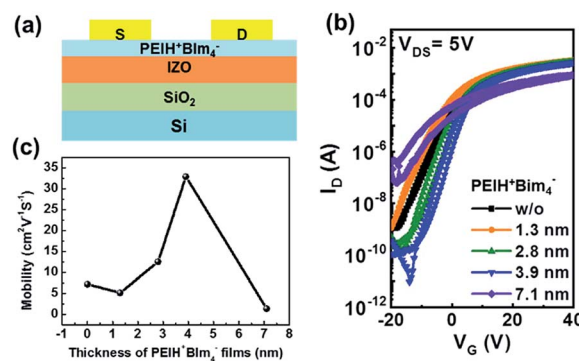 (a)
S
D
PEIH⁺BIm₄⁻
IZO
SiO₂
Si
(b)
V_DS= 5V
10⁻²
10⁻⁴
10⁻⁶
10⁻⁸
10⁻¹⁰
10⁻¹²
I_D (A)
PEIH⁺Bim₄⁻
w/o
1.3 nm
2.8 nm
3.9 nm
7.1 nm
-20
0
20
40
V_G (V)
(c)
Mobility (cm²V⁻¹S⁻¹)
35
30
25
20
15
10
5
0
0 1 2 3 4 5 6 7 8
Thickness of PEIH⁺BIm₄⁻ films (nm)